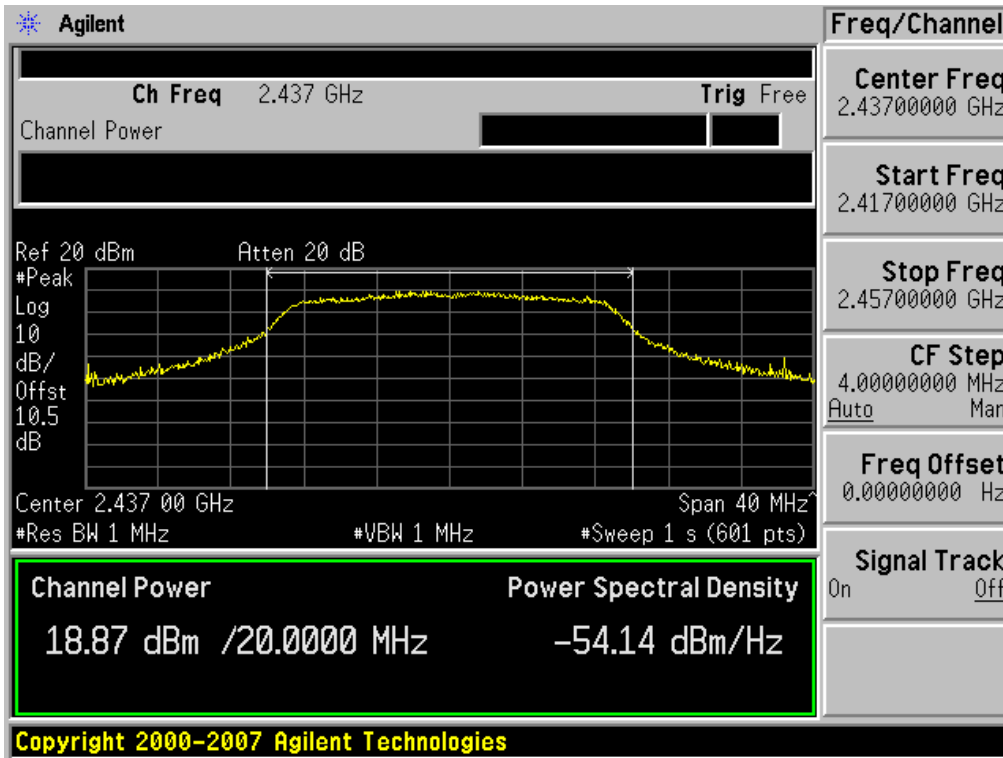 Agilent
Freq/Channel
Ch Freq 2.437 GHz
Trig Free
Channel Power
Center Freq
2.43700000 GHz
Start Freq
2.41700000 GHz
Stop Freq
2.45700000 GHz
CF Step
4.00000000 MHz
Auto Man
Freq Offset
0.00000000 Hz
Signal Track
On Off
Ref 20 dBm
Atten 20 dB
#Peak
Log
10
dB/
Offst
10.5
dB
Center 2.437 00 GHz
Span 40 MHz^
#Res BW 1 MHz
#VBW 1 MHz
#Sweep 1 s (601 pts)
Channel Power
Power Spectral Density
18.87 dBm /20.0000 MHz
-54.14 dBm/Hz
Copyright 2000-2007 Agilent Technologies